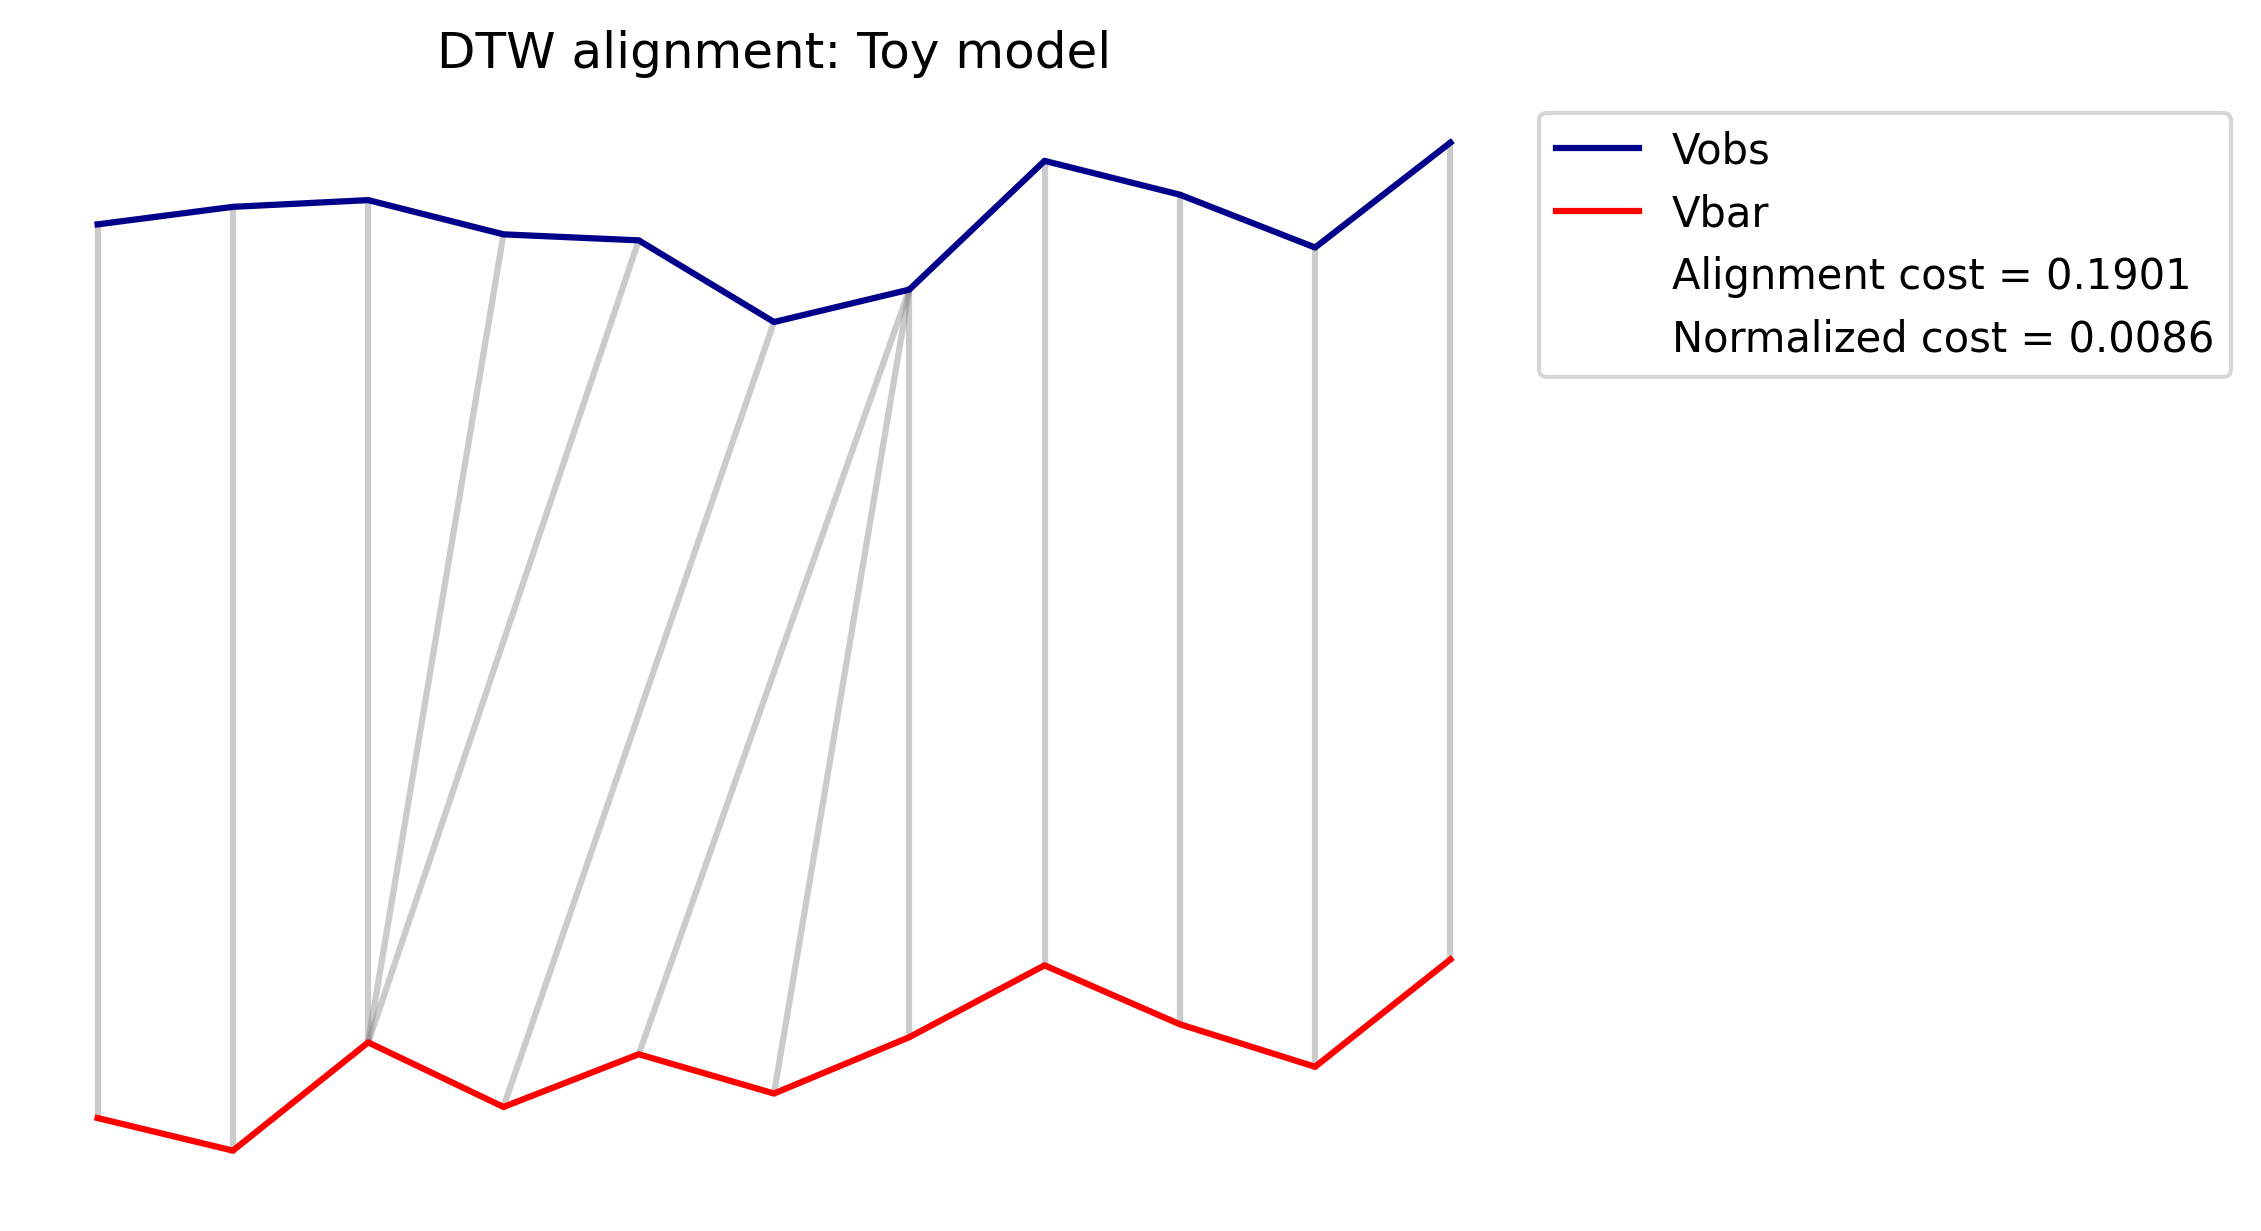 DTW alignment: Toy model
Vobs
Vbar
Alignment cost = 0.1901
Normalized cost = 0.0086